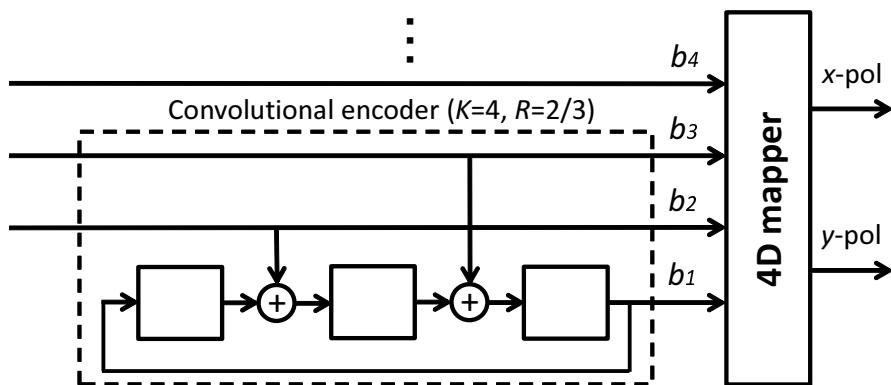 b4
x-pol
Convolutional encoder (K=4, R=2/3)
b3
b2
y-pol
b1
4D mapper
+
+